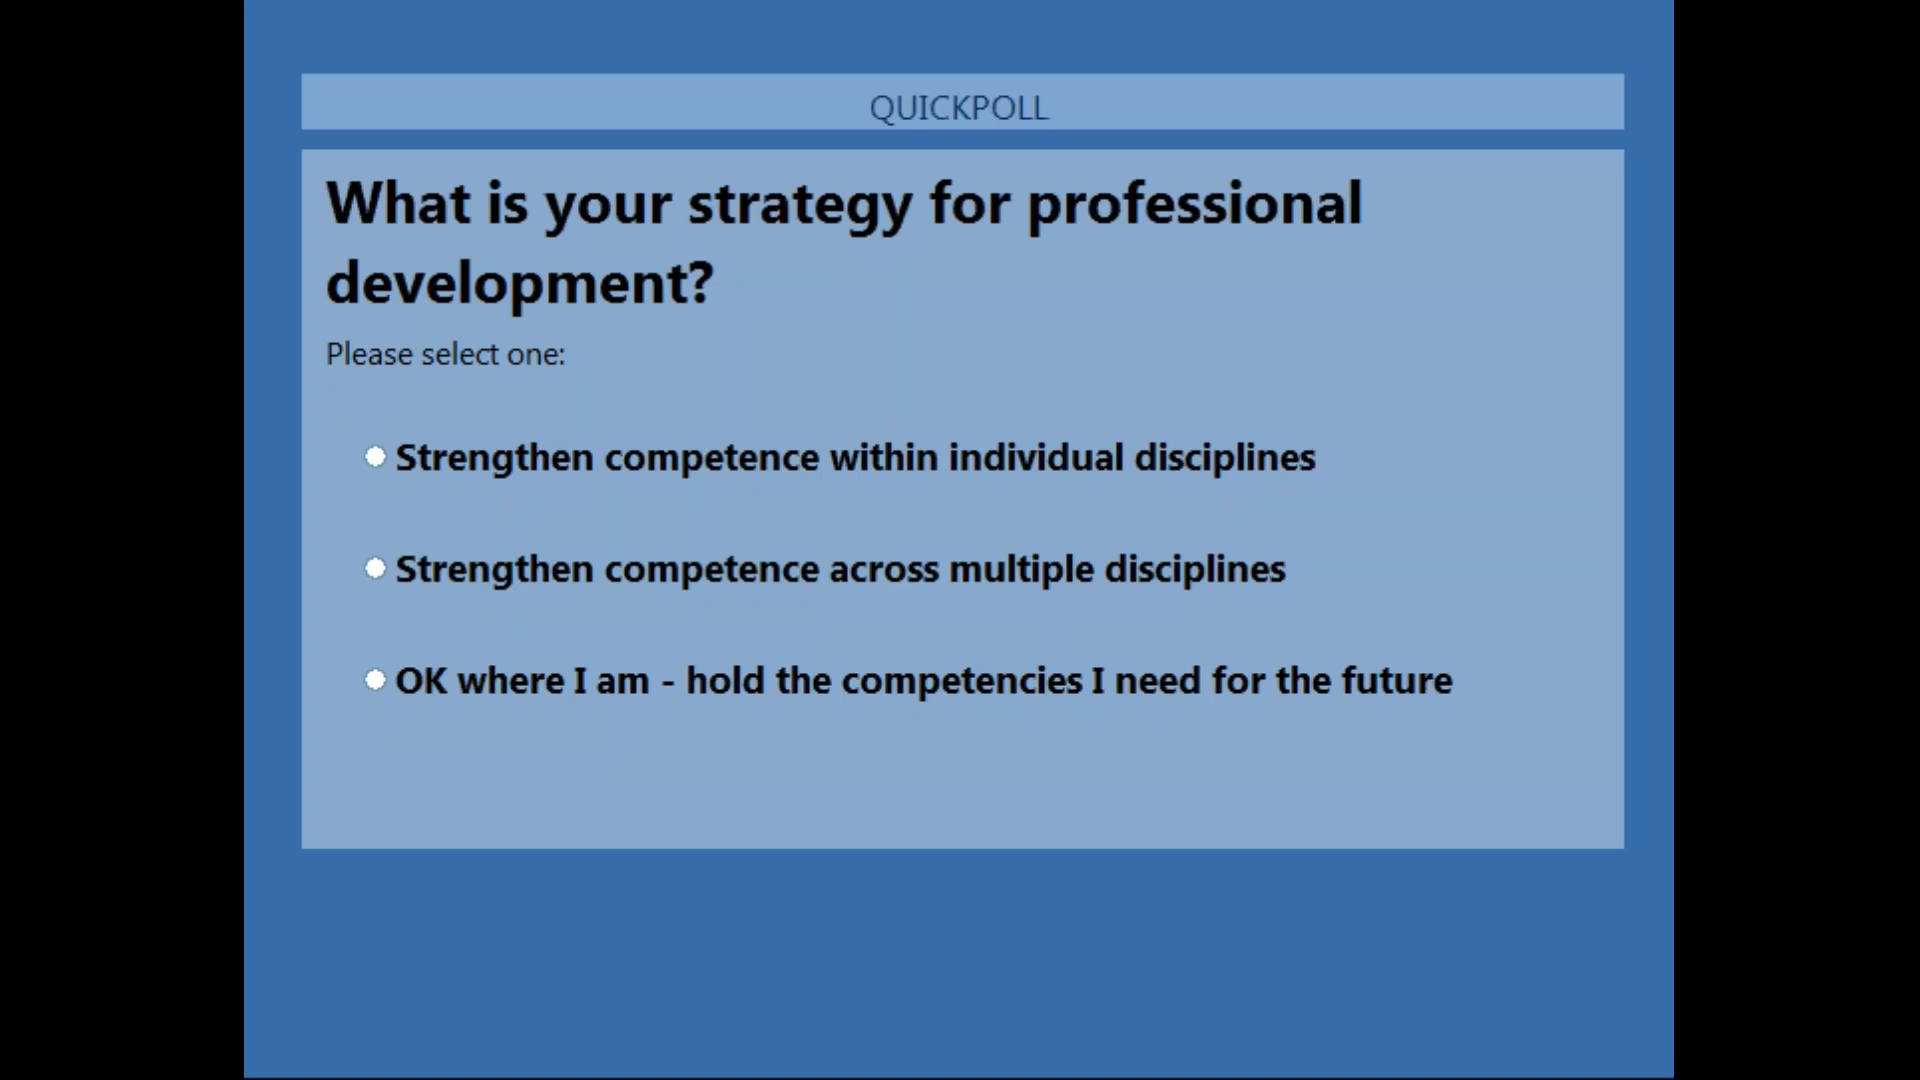 QUICKPOLL
What is your strategy for professional
development?
Please select one:
Strengthen competence within individual disciplines
Strengthen competence across multiple disciplines
OK where I am - hold the competencies I need for the future